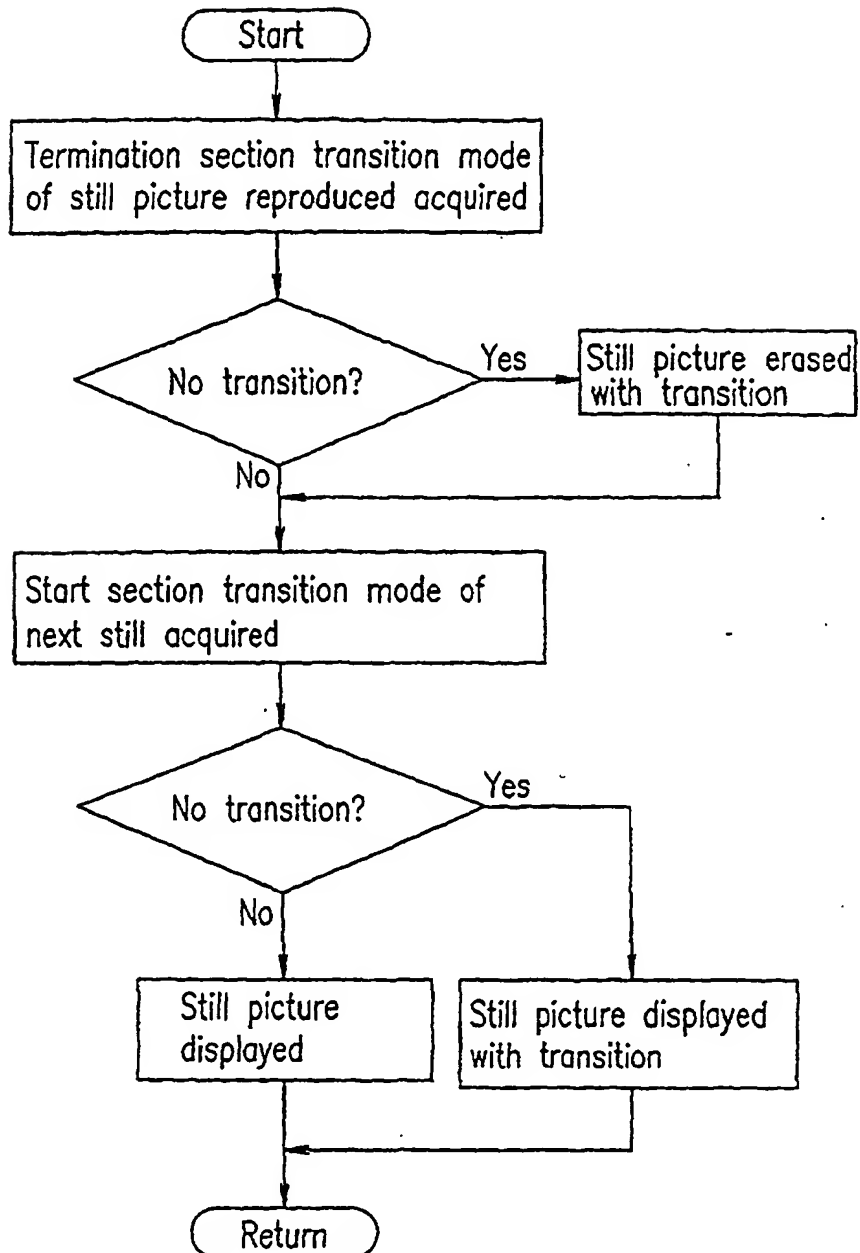 Start
Termination section transition mode
of still picture reproduced acquired
No transition?
Yes
Still picture erased
with transition
No
Start section transition mode of
next still acquired
No transition?
Yes
No
Still picture
displayed
Still picture displayed
with transition
Return